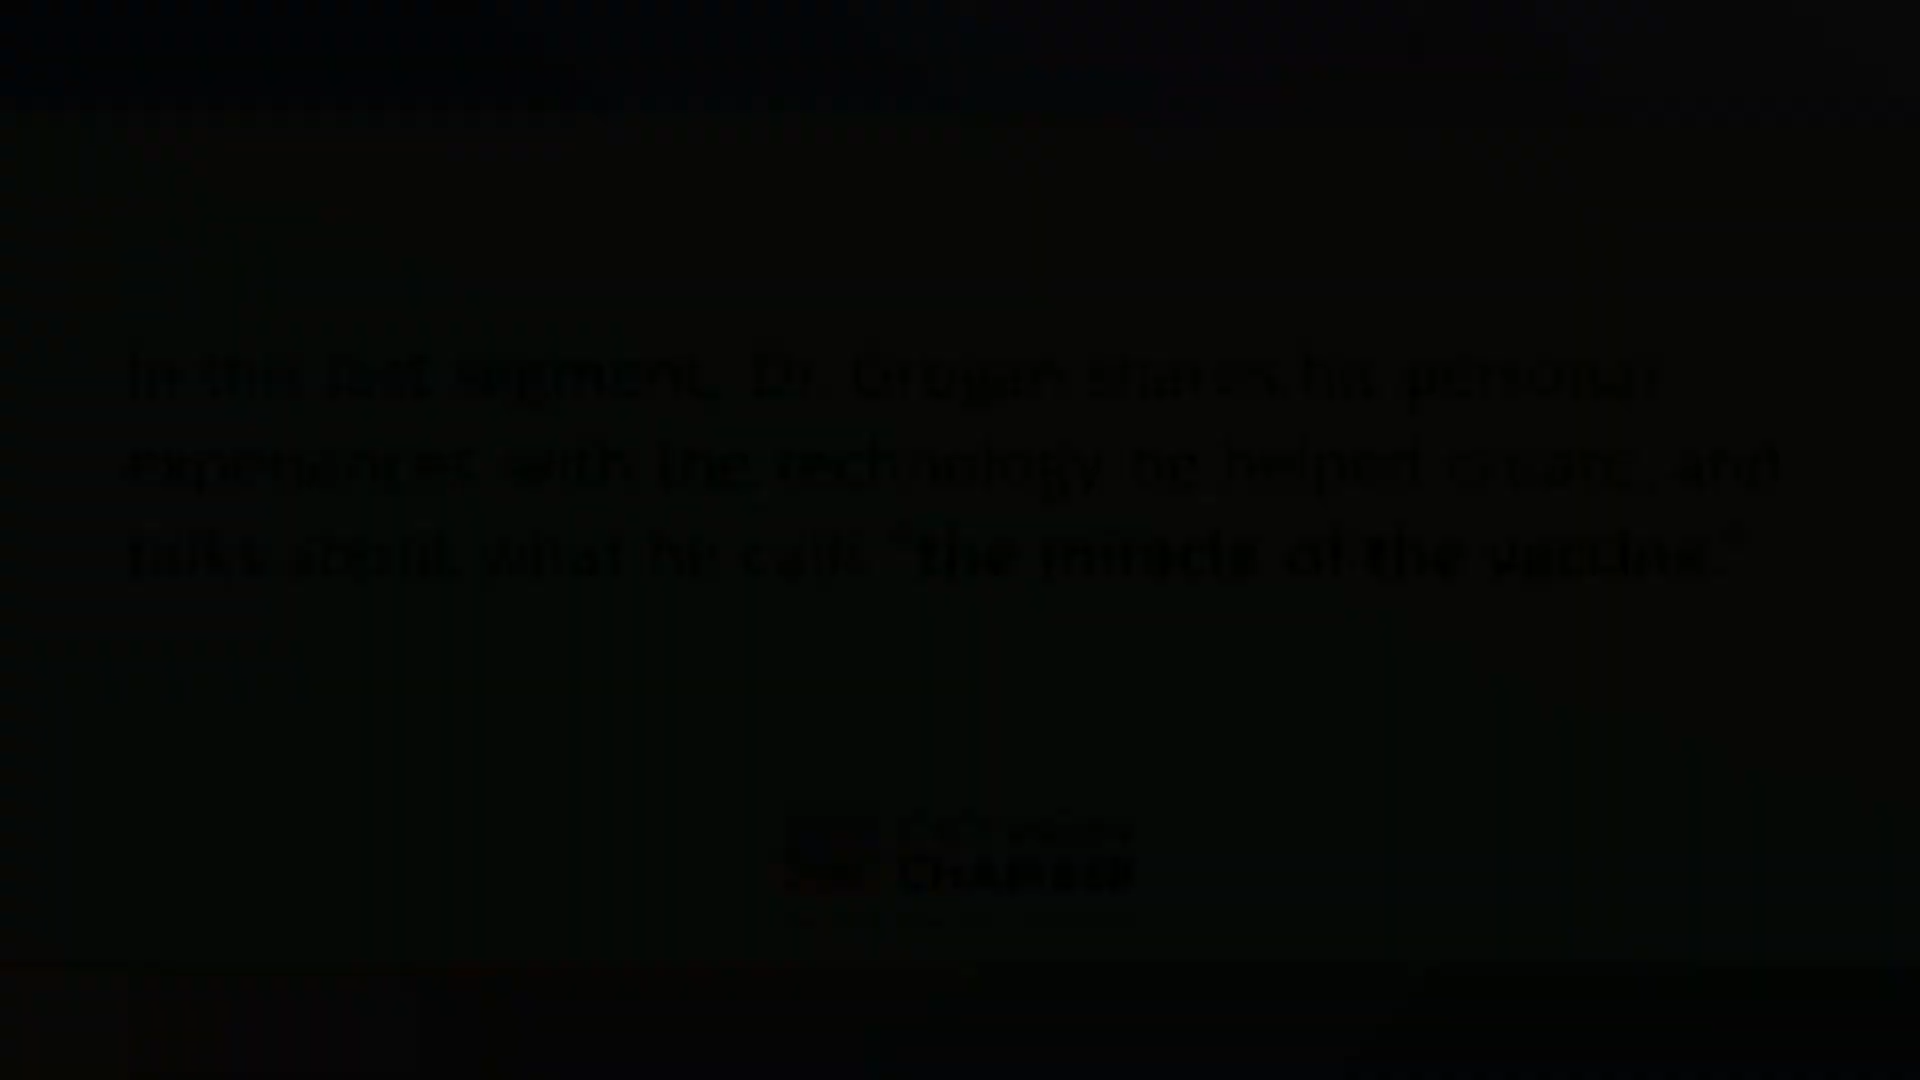 In this last segment, Dr. Grogan shares his personal
experiences with the technology he helped create, and
talks about what he calls "the miracle of the vaccine."
CHAMBER